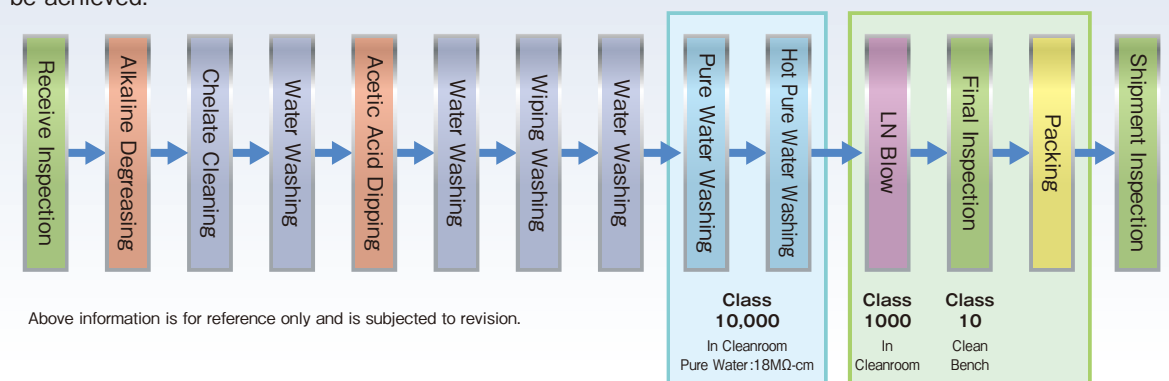 be achieved.
Receive Inspection
Alkaline Degreasing
Chelate Cleaning
Water Washing
Acetic Acid Dipping
Water Washing
Wiping Washing
Water Washing
Pure Water Washing
Hot Pure Water Washing
LN Blow
Final Inspection
Packing
Shipment Inspection
Above information is for reference only and is subjected to revision.
Class
10,000
In Cleanroom
Pure Water:18MΩ-cm
Class
1000
In
Cleanroom
Class
10
Clean
Bench